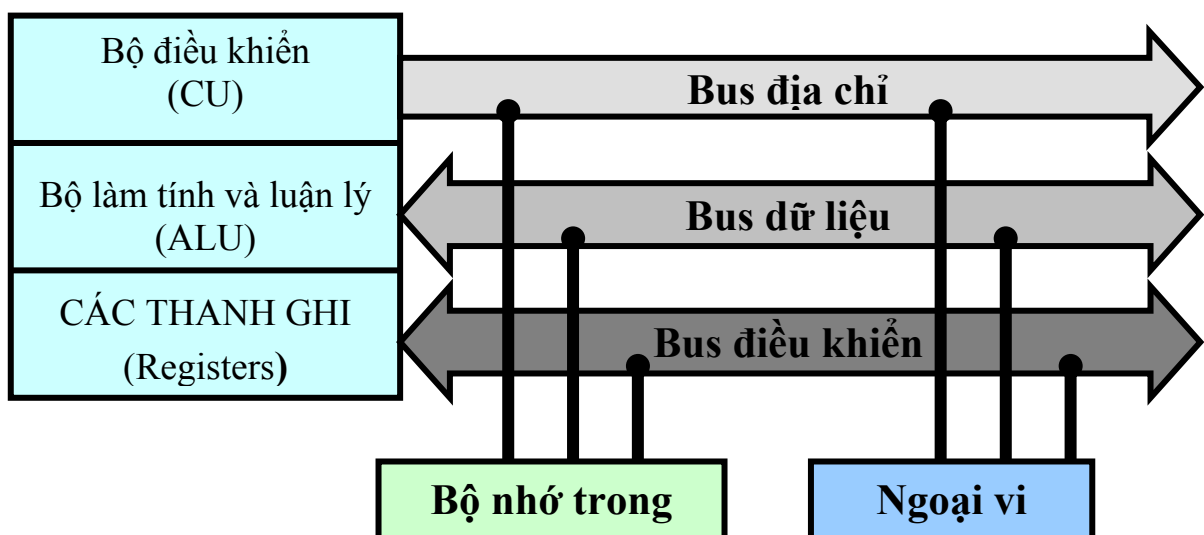 Bộ điều khiển
(CU)
Bus địa chỉ
Bộ làm tính và luận lý
(ALU)
Bus dữ liệu
CÁC THANH GHI
(Registers)
Bus điều khiển
Bộ nhớ trong
Ngoại vi